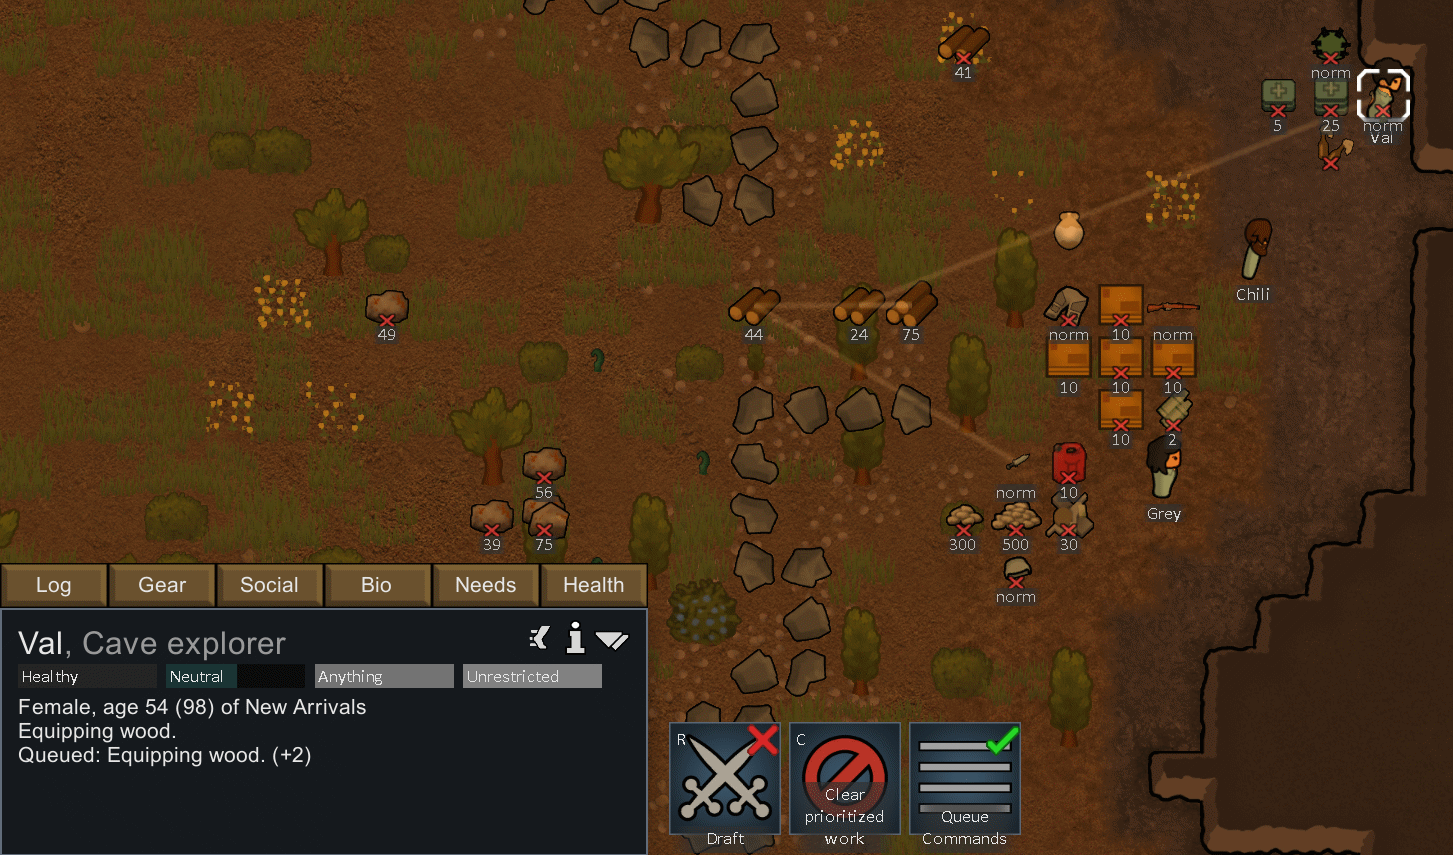 41
norm
5
25
norm
Val
Chili
49
44
24
75
norm
10
norm
10
10
10
10
2
norm
10
Grey
56
39
75
300
500
30
norm
Log
Gear
Social
Bio
Needs
Health
Val, Cave explorer
Healthy
Neutral
Anything
Unrestricted
Female, age 54 (98) of New Arrivals
Equipping wood.
Queued: Equipping wood. (+2)
R
Draft
C
Clear
prioritized
work
Queue
Commands